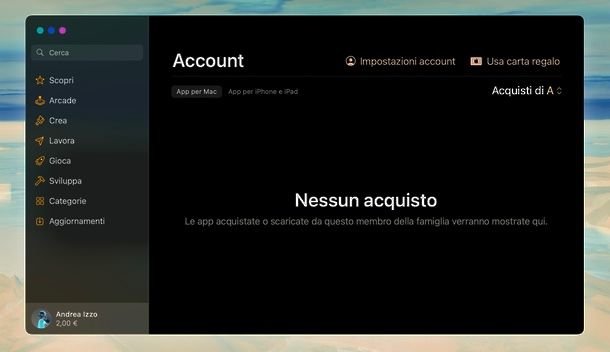 Cerca
Scopri
Arcade
Crea
Lavora
Gioca
Sviluppa
Categorie
Aggiornamenti
Andrea Izzo
2,00 €
Account
Impostazioni account
Usa carta regalo
App per Mac
App per iPhone e iPad
Acquisti di A
Nessun acquisto
Le app acquistate o scaricate da questo membro della famiglia verranno mostrate qui.